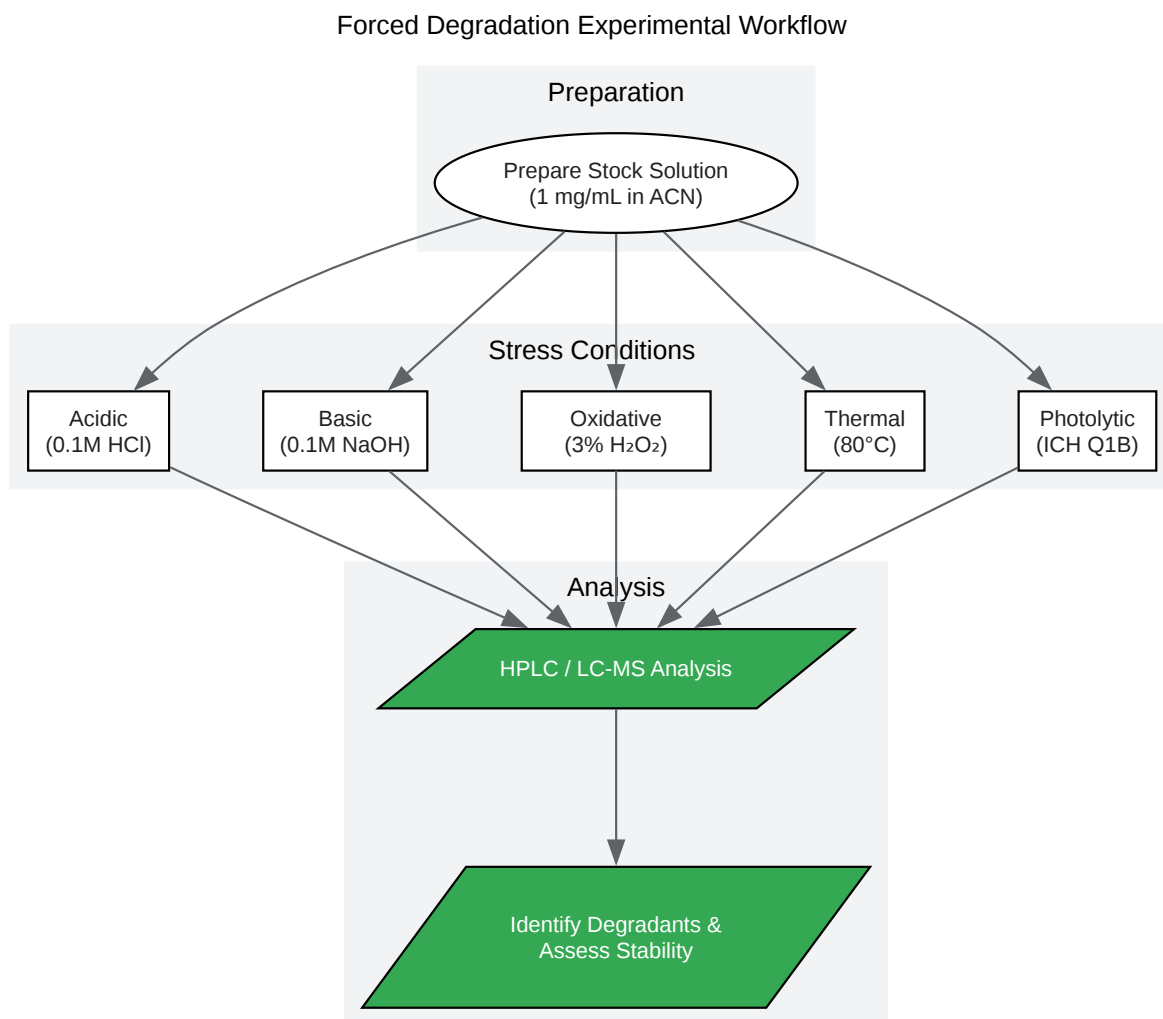 Forced Degradation Experimental Workflow
Preparation
Prepare Stock Solution
(1 mg/mL in ACN)
Stress Conditions
Acidic
(0.1M HCl)
Basic
(0.1M NaOH)
Oxidative
(3% H₂O₂)
Thermal
(80°C)
Photolytic
(ICH Q1B)
Analysis
HPLC / LC-MS Analysis
Identify Degradants &
Assess Stability